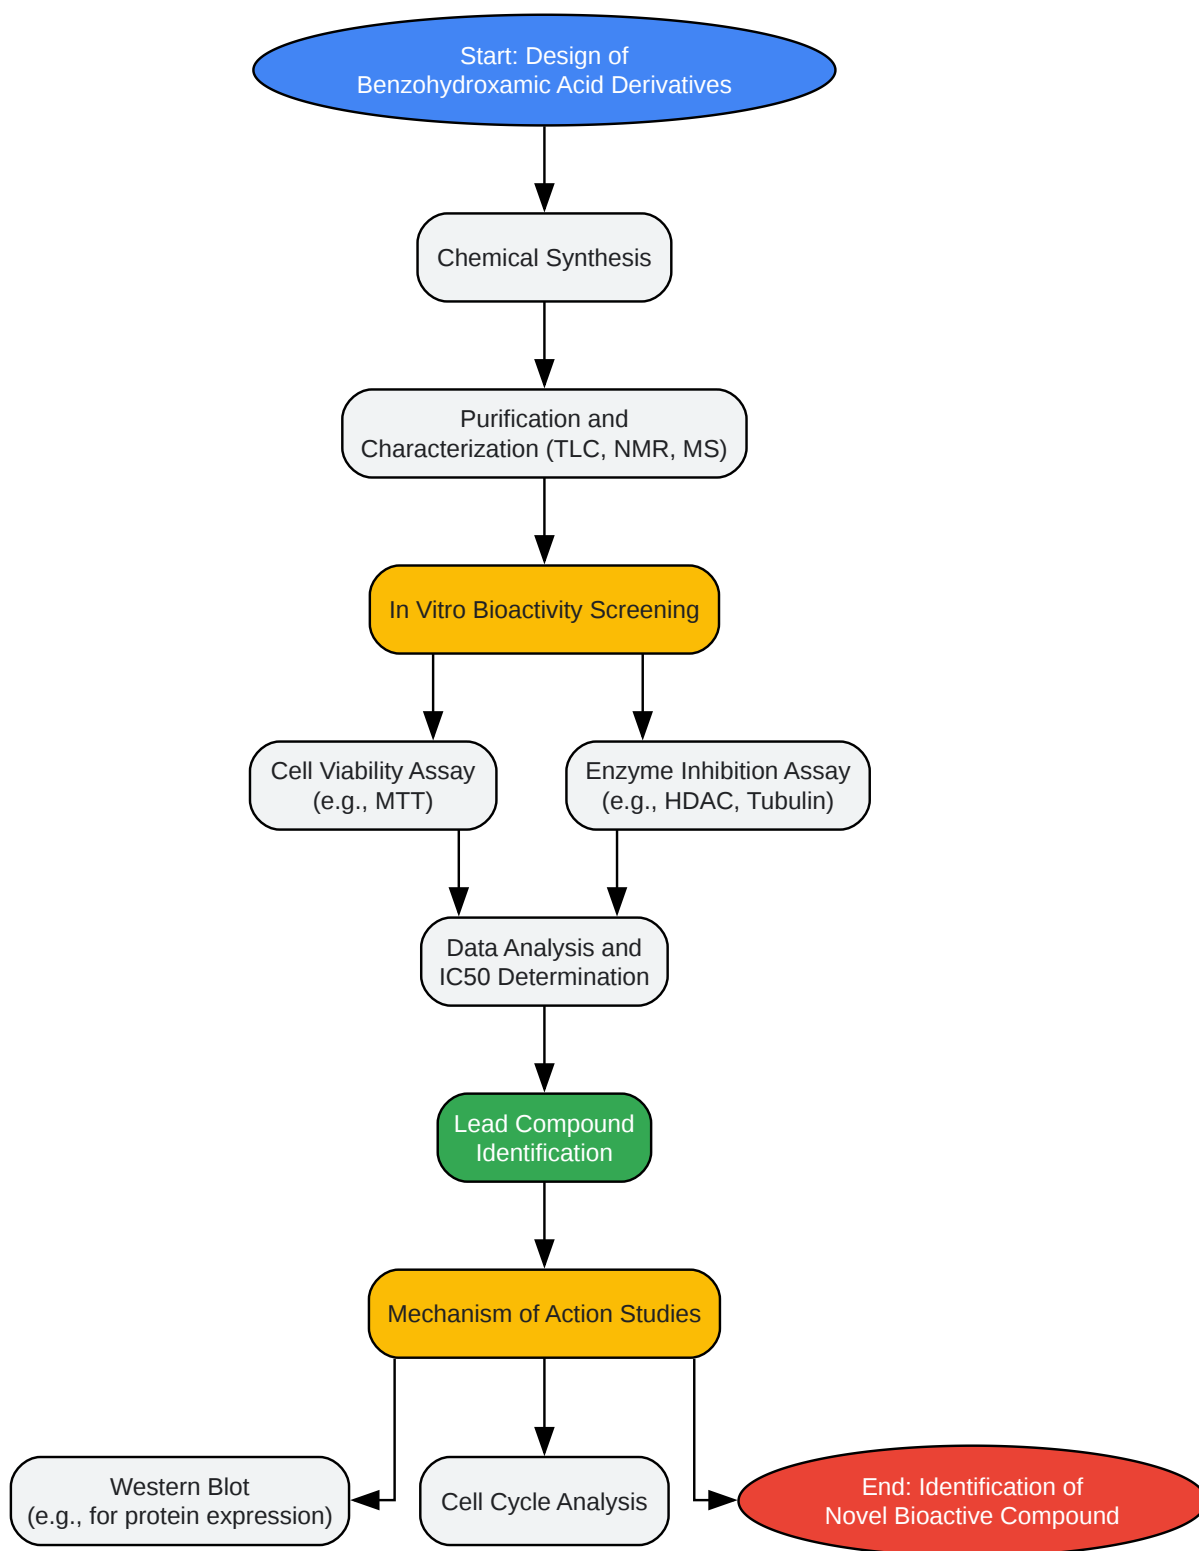 Start: Design of
Benzohydroxamic Acid Derivatives
Chemical Synthesis
Purification and
Characterization (TLC, NMR, MS)
In Vitro Bioactivity Screening
Cell Viability Assay
(e.g., MTT)
Enzyme Inhibition Assay
(e.g., HDAC, Tubulin)
Data Analysis and
IC50 Determination
Lead Compound
Identification
Mechanism of Action Studies
Western Blot
(e.g., for protein expression)
Cell Cycle Analysis
End: Identification of
Novel Bioactive Compound